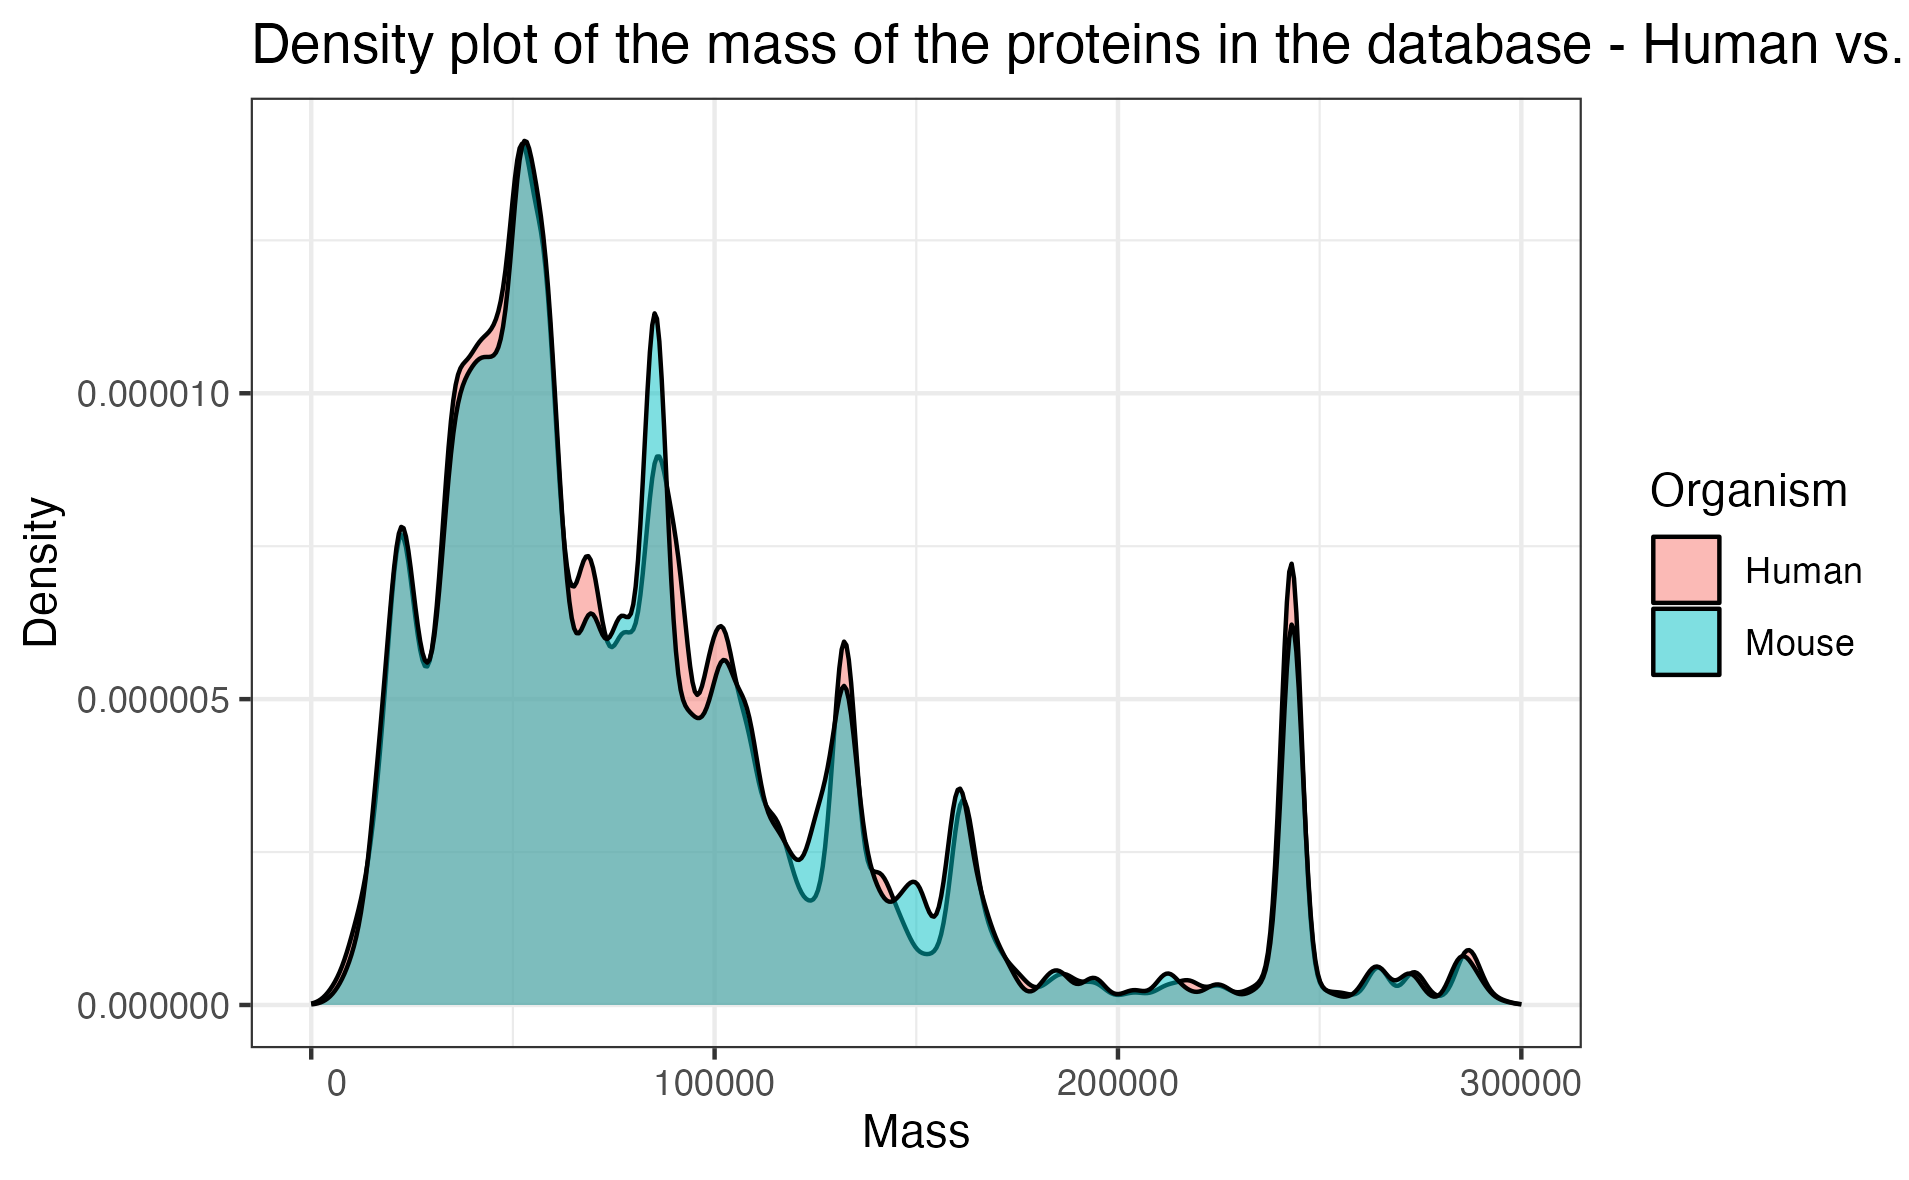 Density plot of the mass of the proteins in the database - Human vs.
Density
0.000010
0.000005
0.000000
0 100000 200000 300000
Mass
Organism
Human
Mouse